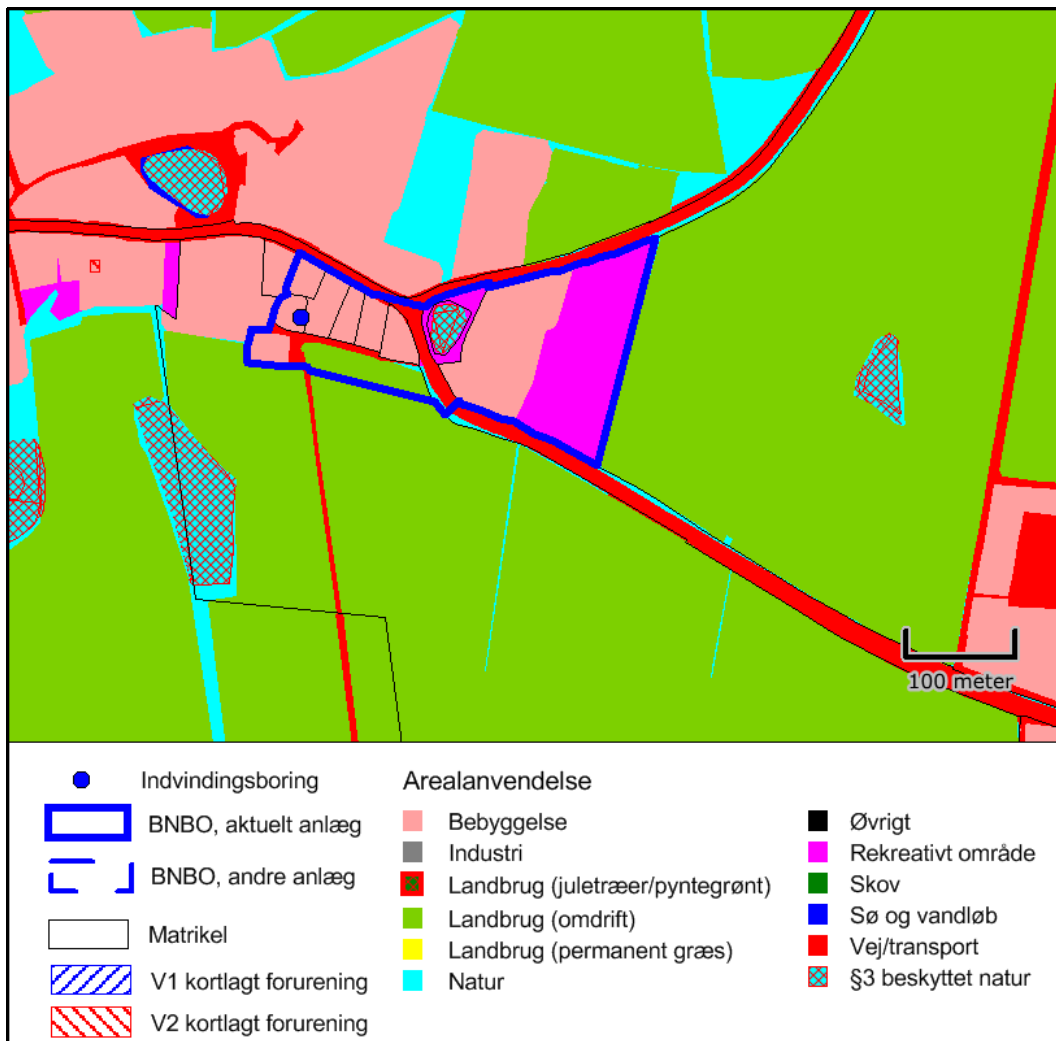 100 meter
Indvindingsboring
BNBO, aktuelt anlæg
BNBO, andre anlæg
Matrikel
V1 kortlagt forurening
V2 kortlagt forurening
Arealanvendelse
Bebyggelse
Industri
Landbrug (juletræer/pyntegrønt)
Landbrug (omdrift)
Landbrug (permanent græs)
Natur
Øvrigt
Rekreativt område
Skov
Sø og vandløb
Vej/transport
§3 beskyttet natur